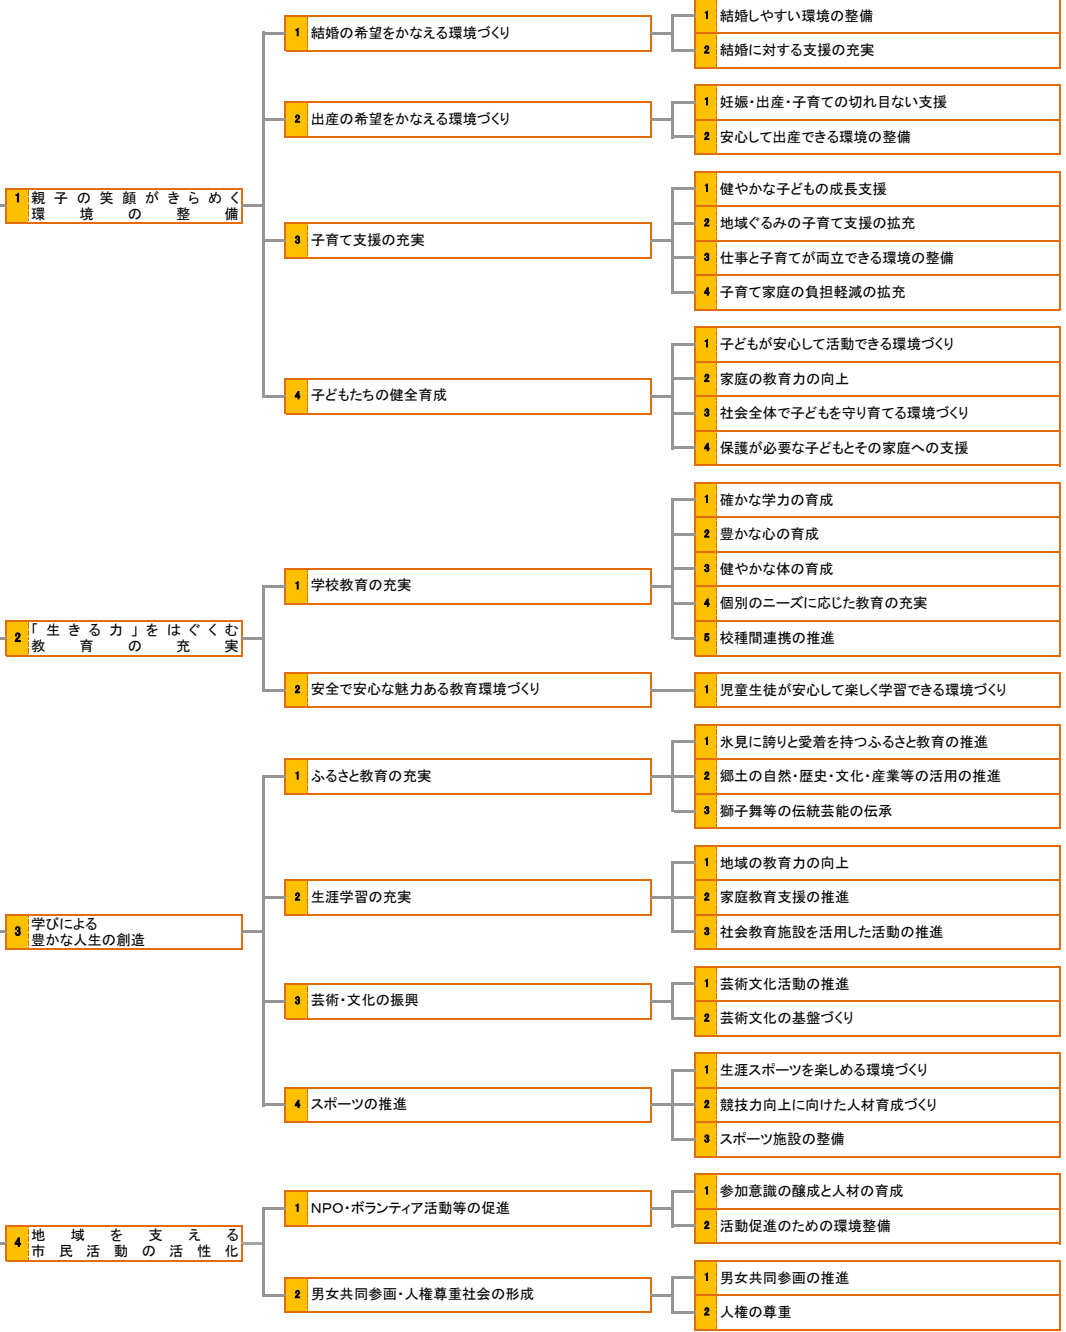 1 親子の笑顔がきらめく
環境の整備
1 結婚の希望をかなえる環境づくり
1 結婚しやすい環境の整備
2 結婚に対する支援の充実
2 出産の希望をかなえる環境づくり
1 妊娠・出産・子育ての切れ目ない支援
2 安心して出産できる環境の整備
3 子育て支援の充実
1 健やかな子どもの成長支援
2 地域ぐるみの子育て支援の拡充
3 仕事と子育てが両立できる環境の整備
4 子育て家庭の負担軽減の拡充
4 子どもたちの健全育成
1 子どもが安心して活動できる環境づくり
2 家庭の教育力の向上
3 社会全体で子どもを守り育てる環境づくり
4 保護が必要な子どもとその家庭への支援
2 「生きる力」をはぐくむ
教育の充実
1 学校教育の充実
1 確かな学力の育成
2 豊かな心の育成
3 健やかな体の育成
4 個別のニーズに応じた教育の充実
5 校種間連携の推進
2 安全で安心な魅力ある教育環境づくり
1 児童生徒が安心して楽しく学習できる環境づくり
3 学びによる
豊かな人生の創造
1 ふるさと教育の充実
1 氷見に誇りと愛着を持つふるさと教育の推進
2 郷土の自然・歴史・文化・産業等の活用の推進
3 獅子舞等の伝統芸能の伝承
2 生涯学習の充実
1 地域の教育力の向上
2 家庭教育支援の推進
3 社会教育施設を活用した活動の推進
3 芸術・文化の振興
1 芸術文化活動の推進
2 芸術文化の基盤づくり
4 スポーツの推進
1 生涯スポーツを楽しめる環境づくり
2 競技力向上に向けた人材育成づくり
3 スポーツ施設の整備
4 地域を支える
市民活動の活性化
1 NPO・ボランティア活動等の促進
1 参加意識の醸成と人材の育成
2 活動促進のための環境整備
2 男女共同参画・人権尊重社会の形成
1 男女共同参画の推進
2 人権の尊重